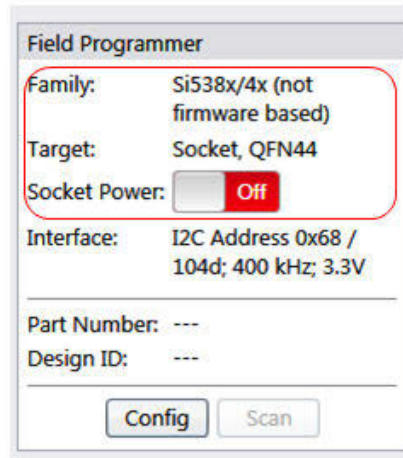 Field Programmer
Family: Si538x/4x (not
firmware based)
Target: Socket, QFN44
Socket Power: Off
Interface: I2C Address 0x68 /
104d; 400 kHz; 3.3V
Part Number: ---
Design ID: ---
Config Scan